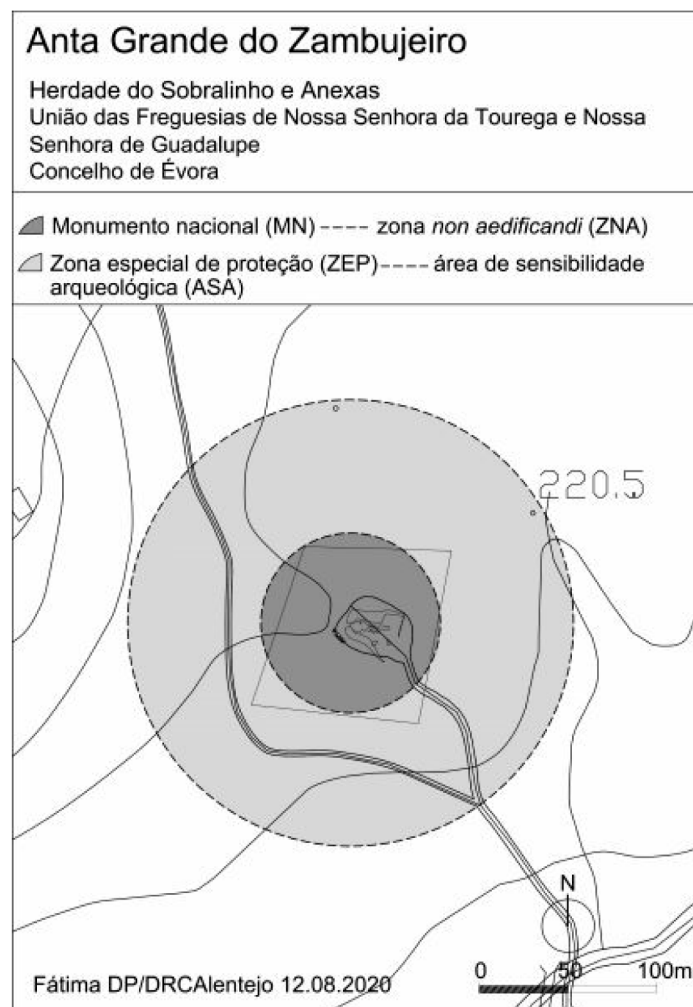 Anta Grande do Zambujeiro
Herdade do Sobralinho e Anexas
União das Freguesias de Nossa Senhora da Tourega e Nossa
Senhora de Guadalupe
Concelho de Évora
Monumento nacional (MN) ---- zona non aedificandi (ZNA)
Zona especial de proteção (ZEP) ---- área de sensibilidade
arqueológica (ASA)
220.5
N
Fátima DP/DRCAlentejo 12.08.2020
0 50 100m